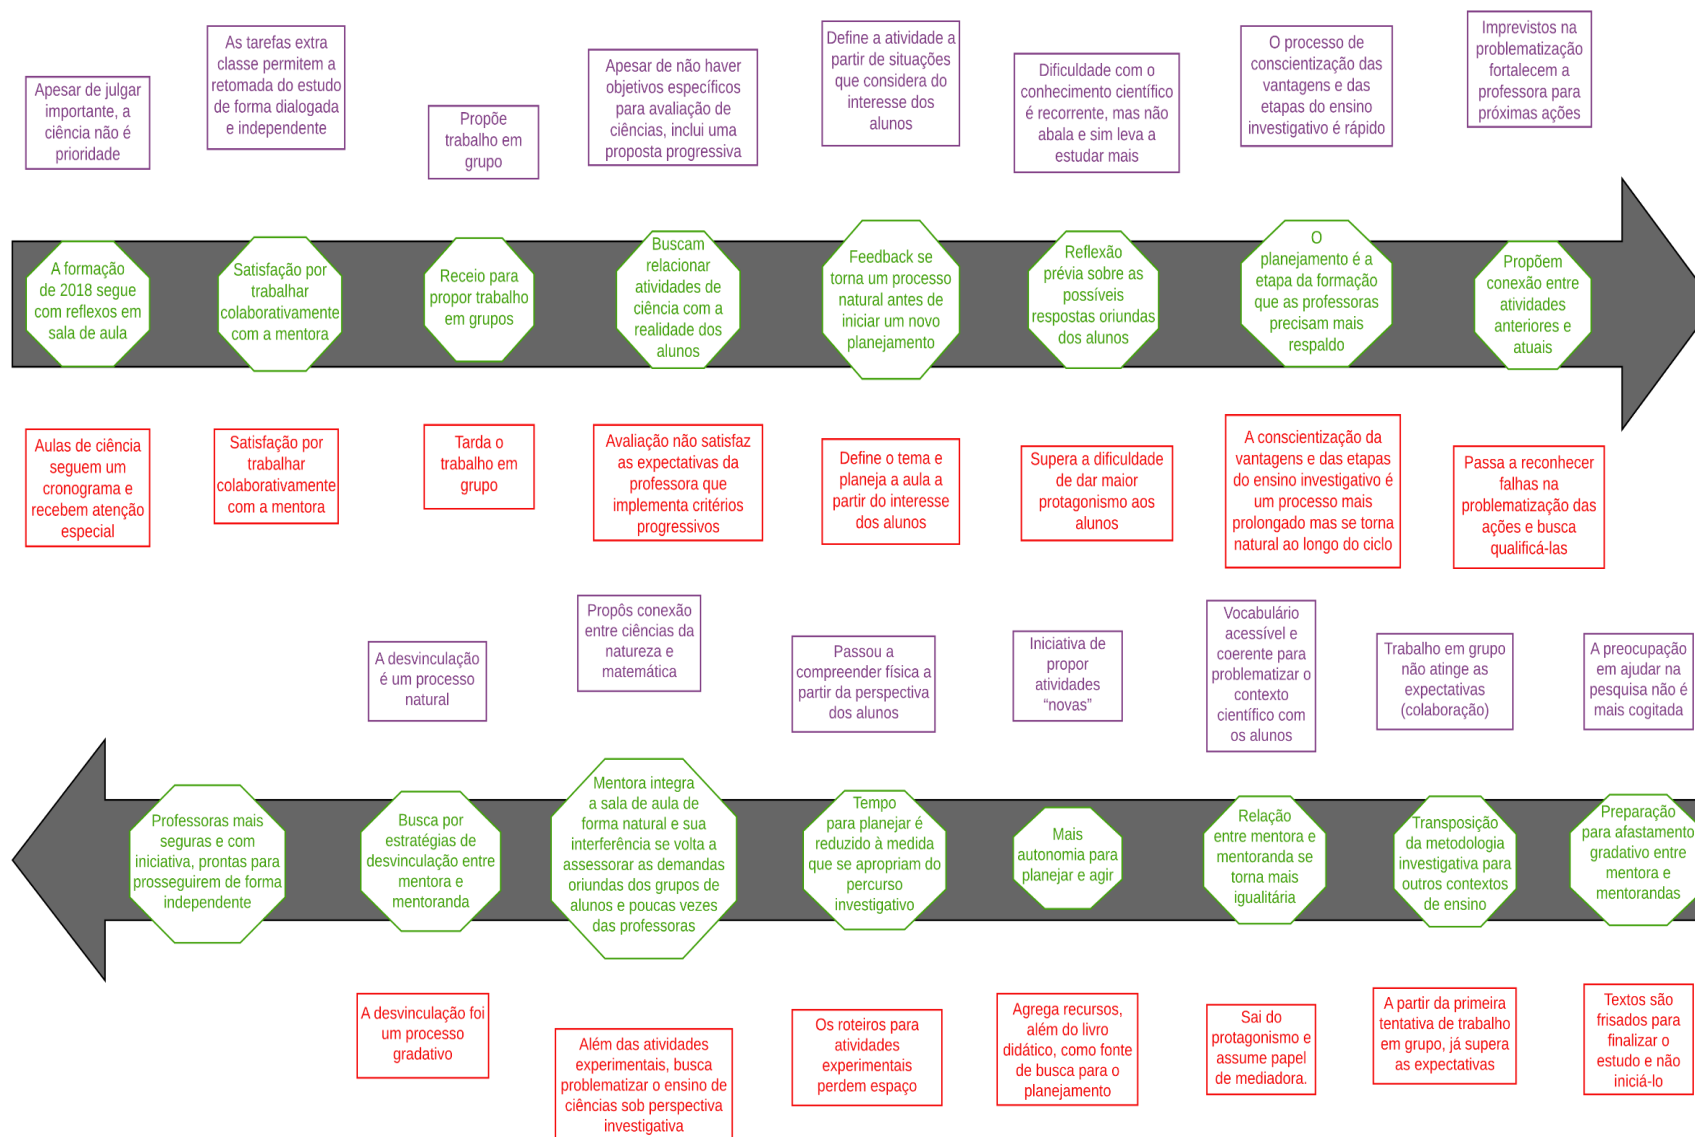 Apesar de julgar
importante, a
ciência não é
prioridade
As tarefas extra
classe permitem a
retomada do estudo
de forma dialogada
e independente
Propõe
trabalho em
grupo
Apesar de não haver
objetivos específicos
para avaliação de
ciências, inclui uma
proposta progressiva
Define a atividade a
partir de situações
que considera do
interesse dos
alunos
Dificuldade com o
conhecimento científico
é recorrente, mas não
abala e sim leva a
estudar mais
O processo de
conscientização das
vantagens e das
etapas do ensino
investigativo é rápido
Imprevistos na
problematização
fortalecem a
professora para
próximas ações
A formação
de 2018 segue
com reflexos em
sala de aula
Satisfação por
trabalhar
colaborativamente
com a mentora
Receio para
propor trabalho
em grupos
Buscam
relacionar
atividades de
ciência com a
realidade dos
alunos
Feedback se
torna um processo
natural antes de
iniciar um novo
planejamento
Reflexão
prévia sobre as
possíveis
respostas oriundas
dos alunos
O
planejamento é a
etapa da formação
que as professoras
precisam mais
respaldo
Propõem
conexão entre
atividades
anteriores e
atuais
Aulas de ciência
seguem um
cronograma e
recebem atenção
especial
Satisfação por
trabalhar
colaborativamente
com a mentora
Tarda o
trabalho em
grupo
Avaliação não satisfaz
as expectativas da
professora que
implementa critérios
progressivos
Define o tema e
planeja a aula a
partir do interesse
dos alunos
Supera a dificuldade
de dar maior
protagonismo aos
alunos
A conscientização da
vantagens e das etapas
do ensino investigativo é
um processo mais
prolongado mas se torna
natural ao longo do ciclo
Passa a reconhecer
falhas na
problematização das
ações e busca
qualificá-las
A desvinculação
é um processo
natural
Propôs conexão
entre ciências da
natureza e
matemática
Passou a
compreender física a
partir da perspectiva
dos alunos
Iniciativa de
propor
atividades
“novas”
Vocabulário
acessível e
coerente para
problematizar o
contexto
científico com
os alunos
Trabalho em grupo
não atinge as
expectativas
(colaboração)
A preocupação
em ajudar na
pesquisa não é
mais cogitada
Professoras mais
seguras e com
iniciativa, prontas para
prosseguirem de forma
independente
Busca por
estratégias de
desvinculação entre
mentora e
mentoranda
Mentora integra
a sala de aula de
forma natural e sua
interferência se volta a
assessorar as demandas
oriundas dos grupos de
alunos e poucas vezes
das professoras
Tempo
para planejar é
reduzido à medida
que se apropriam do
percurso
investigativo
Mais
autonomia para
planejar e agir
Relação
entre mentora e
mentoranda se
torna mais
igualitária
Transposição
da metodologia
investigativa para
outros contextos
de ensino
Preparação
para afastamento
gradativo entre
mentora e
mentorandas
A desvinculação foi
um processo
gradativo
Além das atividades
experimentais, busca
problematizar o ensino de
ciências sob perspectiva
investigativa
Os roteiros para
atividades
experimentais
perdem espaço
Agrega recursos,
além do livro
didático, como fonte
de busca para o
planejamento
Sai do
protagonismo e
assume papel
de mediadora.
A partir da primeira
tentativa de trabalho
em grupo, já supera
as expectativas
Textos são
frisados para
finalizar o
estudo e não
iniciá-lo